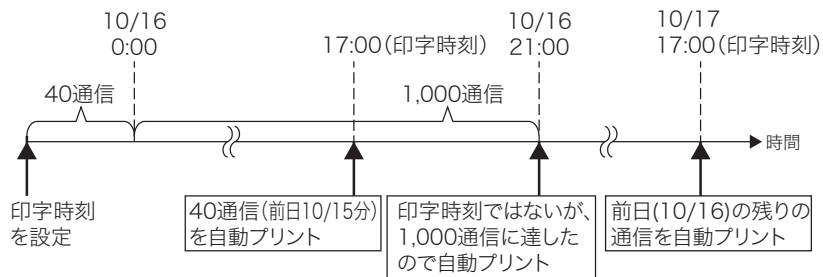 10/16
0:00
17:00(印字時刻)
10/16
21:00
10/17
17:00(印字時刻)
40通信
1,000通信
時間
印字時刻
を設定
40通信(前日10/15分)
を自動プリント
印字時刻ではないが、
1,000通信に達した
ので自動プリント
前日(10/16)の残りの
通信を自動プリント